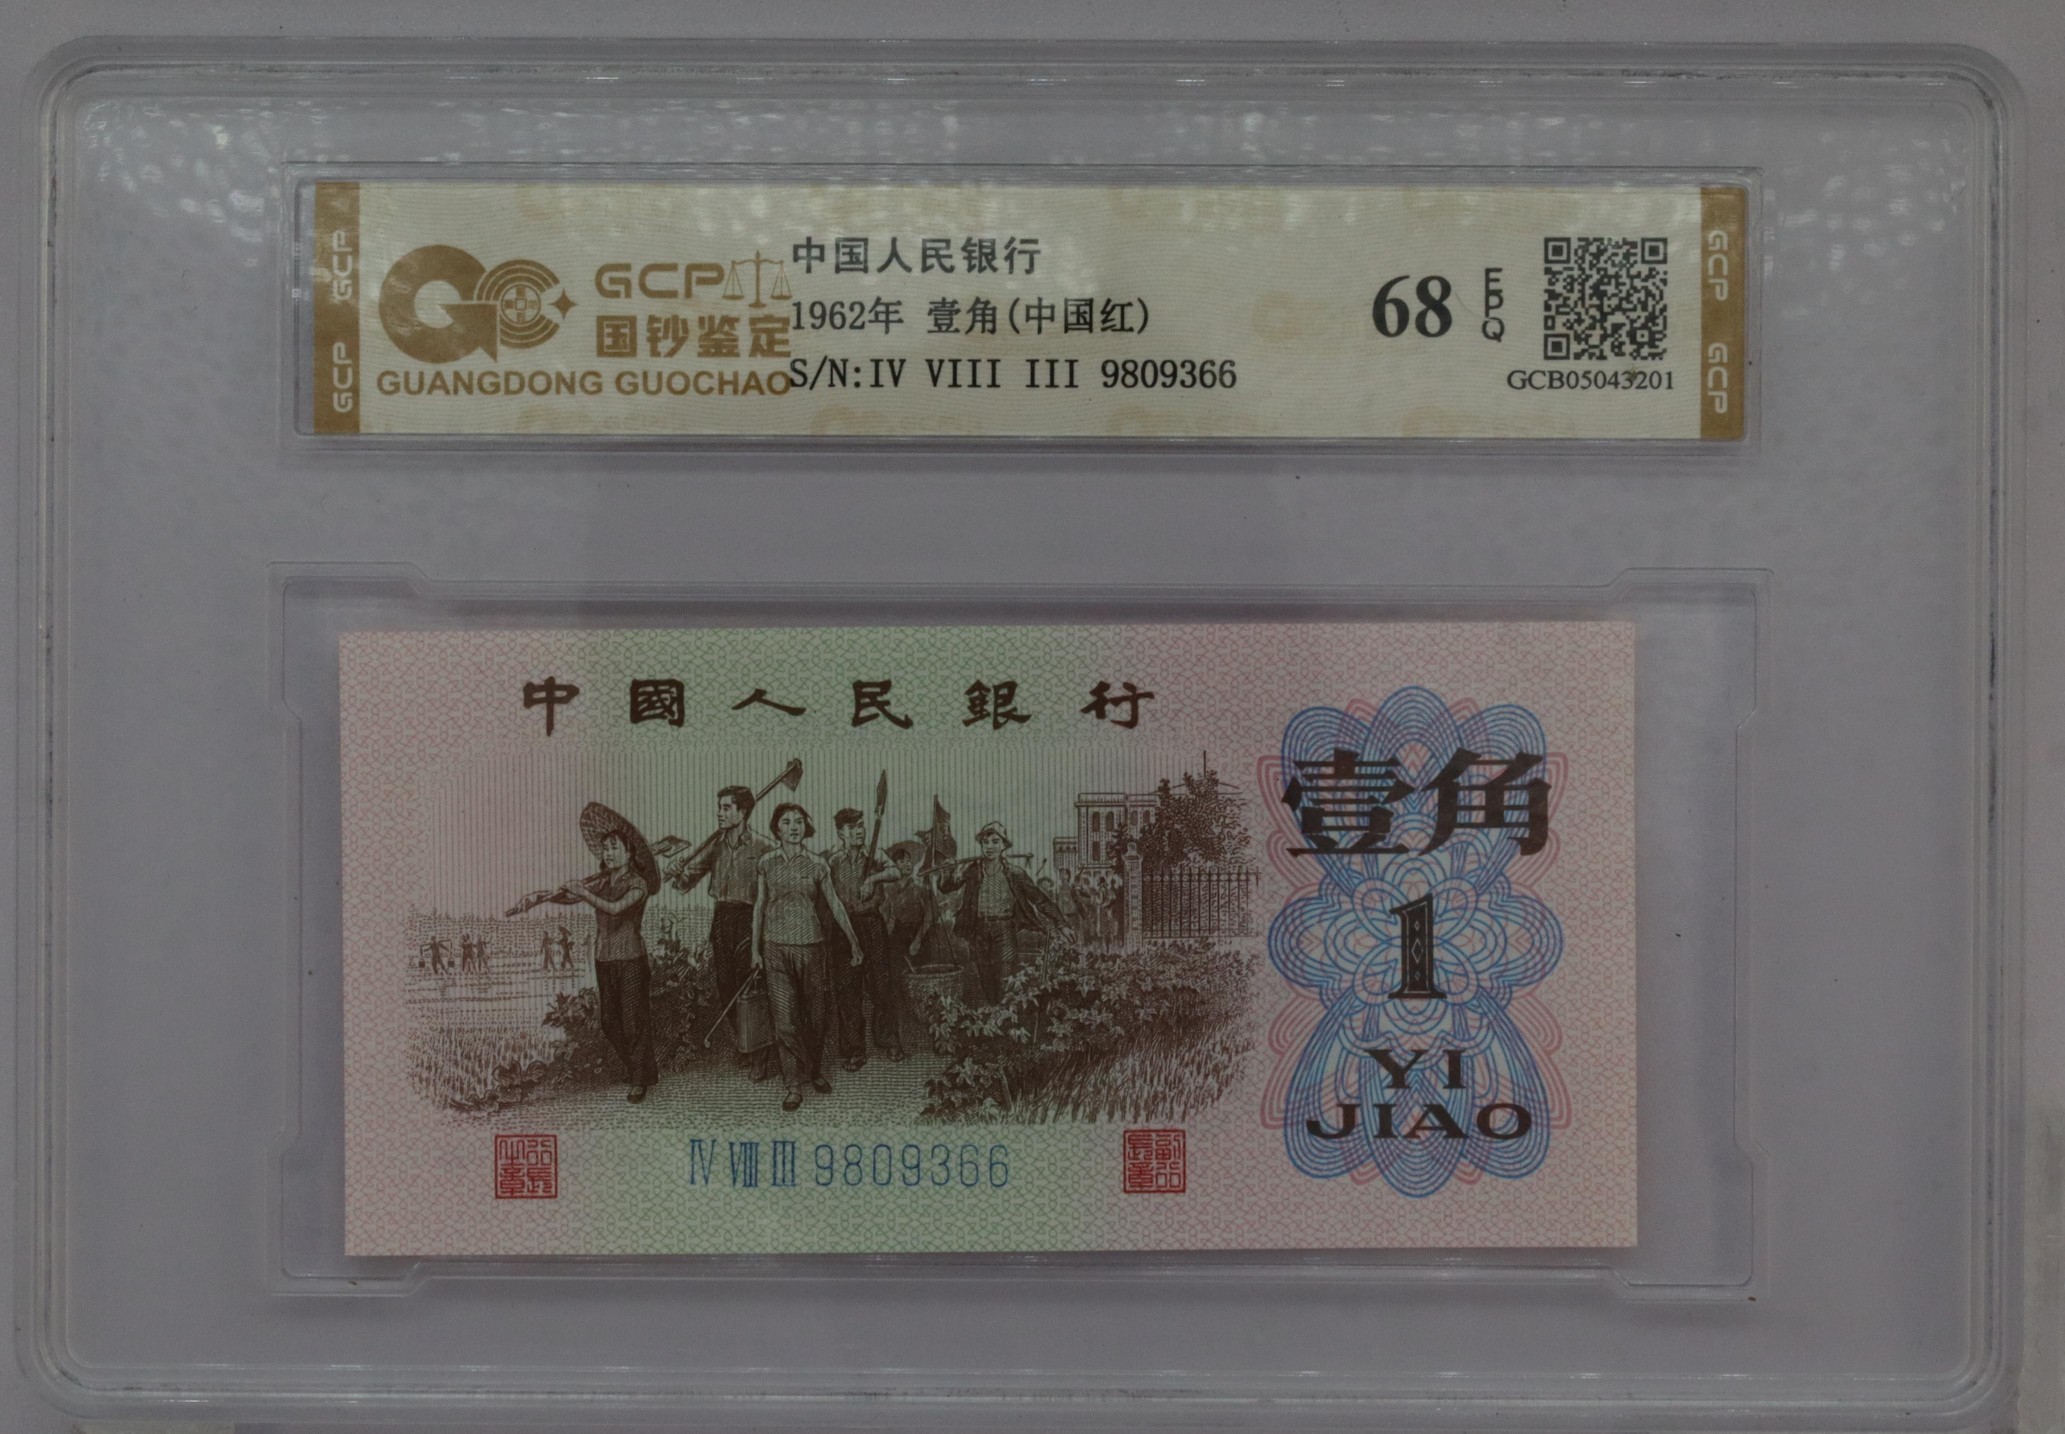 GCP
GCP
GCP
国钞鉴定
GUANGDONG GUOCHAO
中国人民银行
1962年 壹角(中国红)
S/N:IV VIII III 9809366
68 EPQ
GCB05043201
GCP
GCP
中國人民銀行
壹角
1
YI
JIAO
IV VIII III 9809366